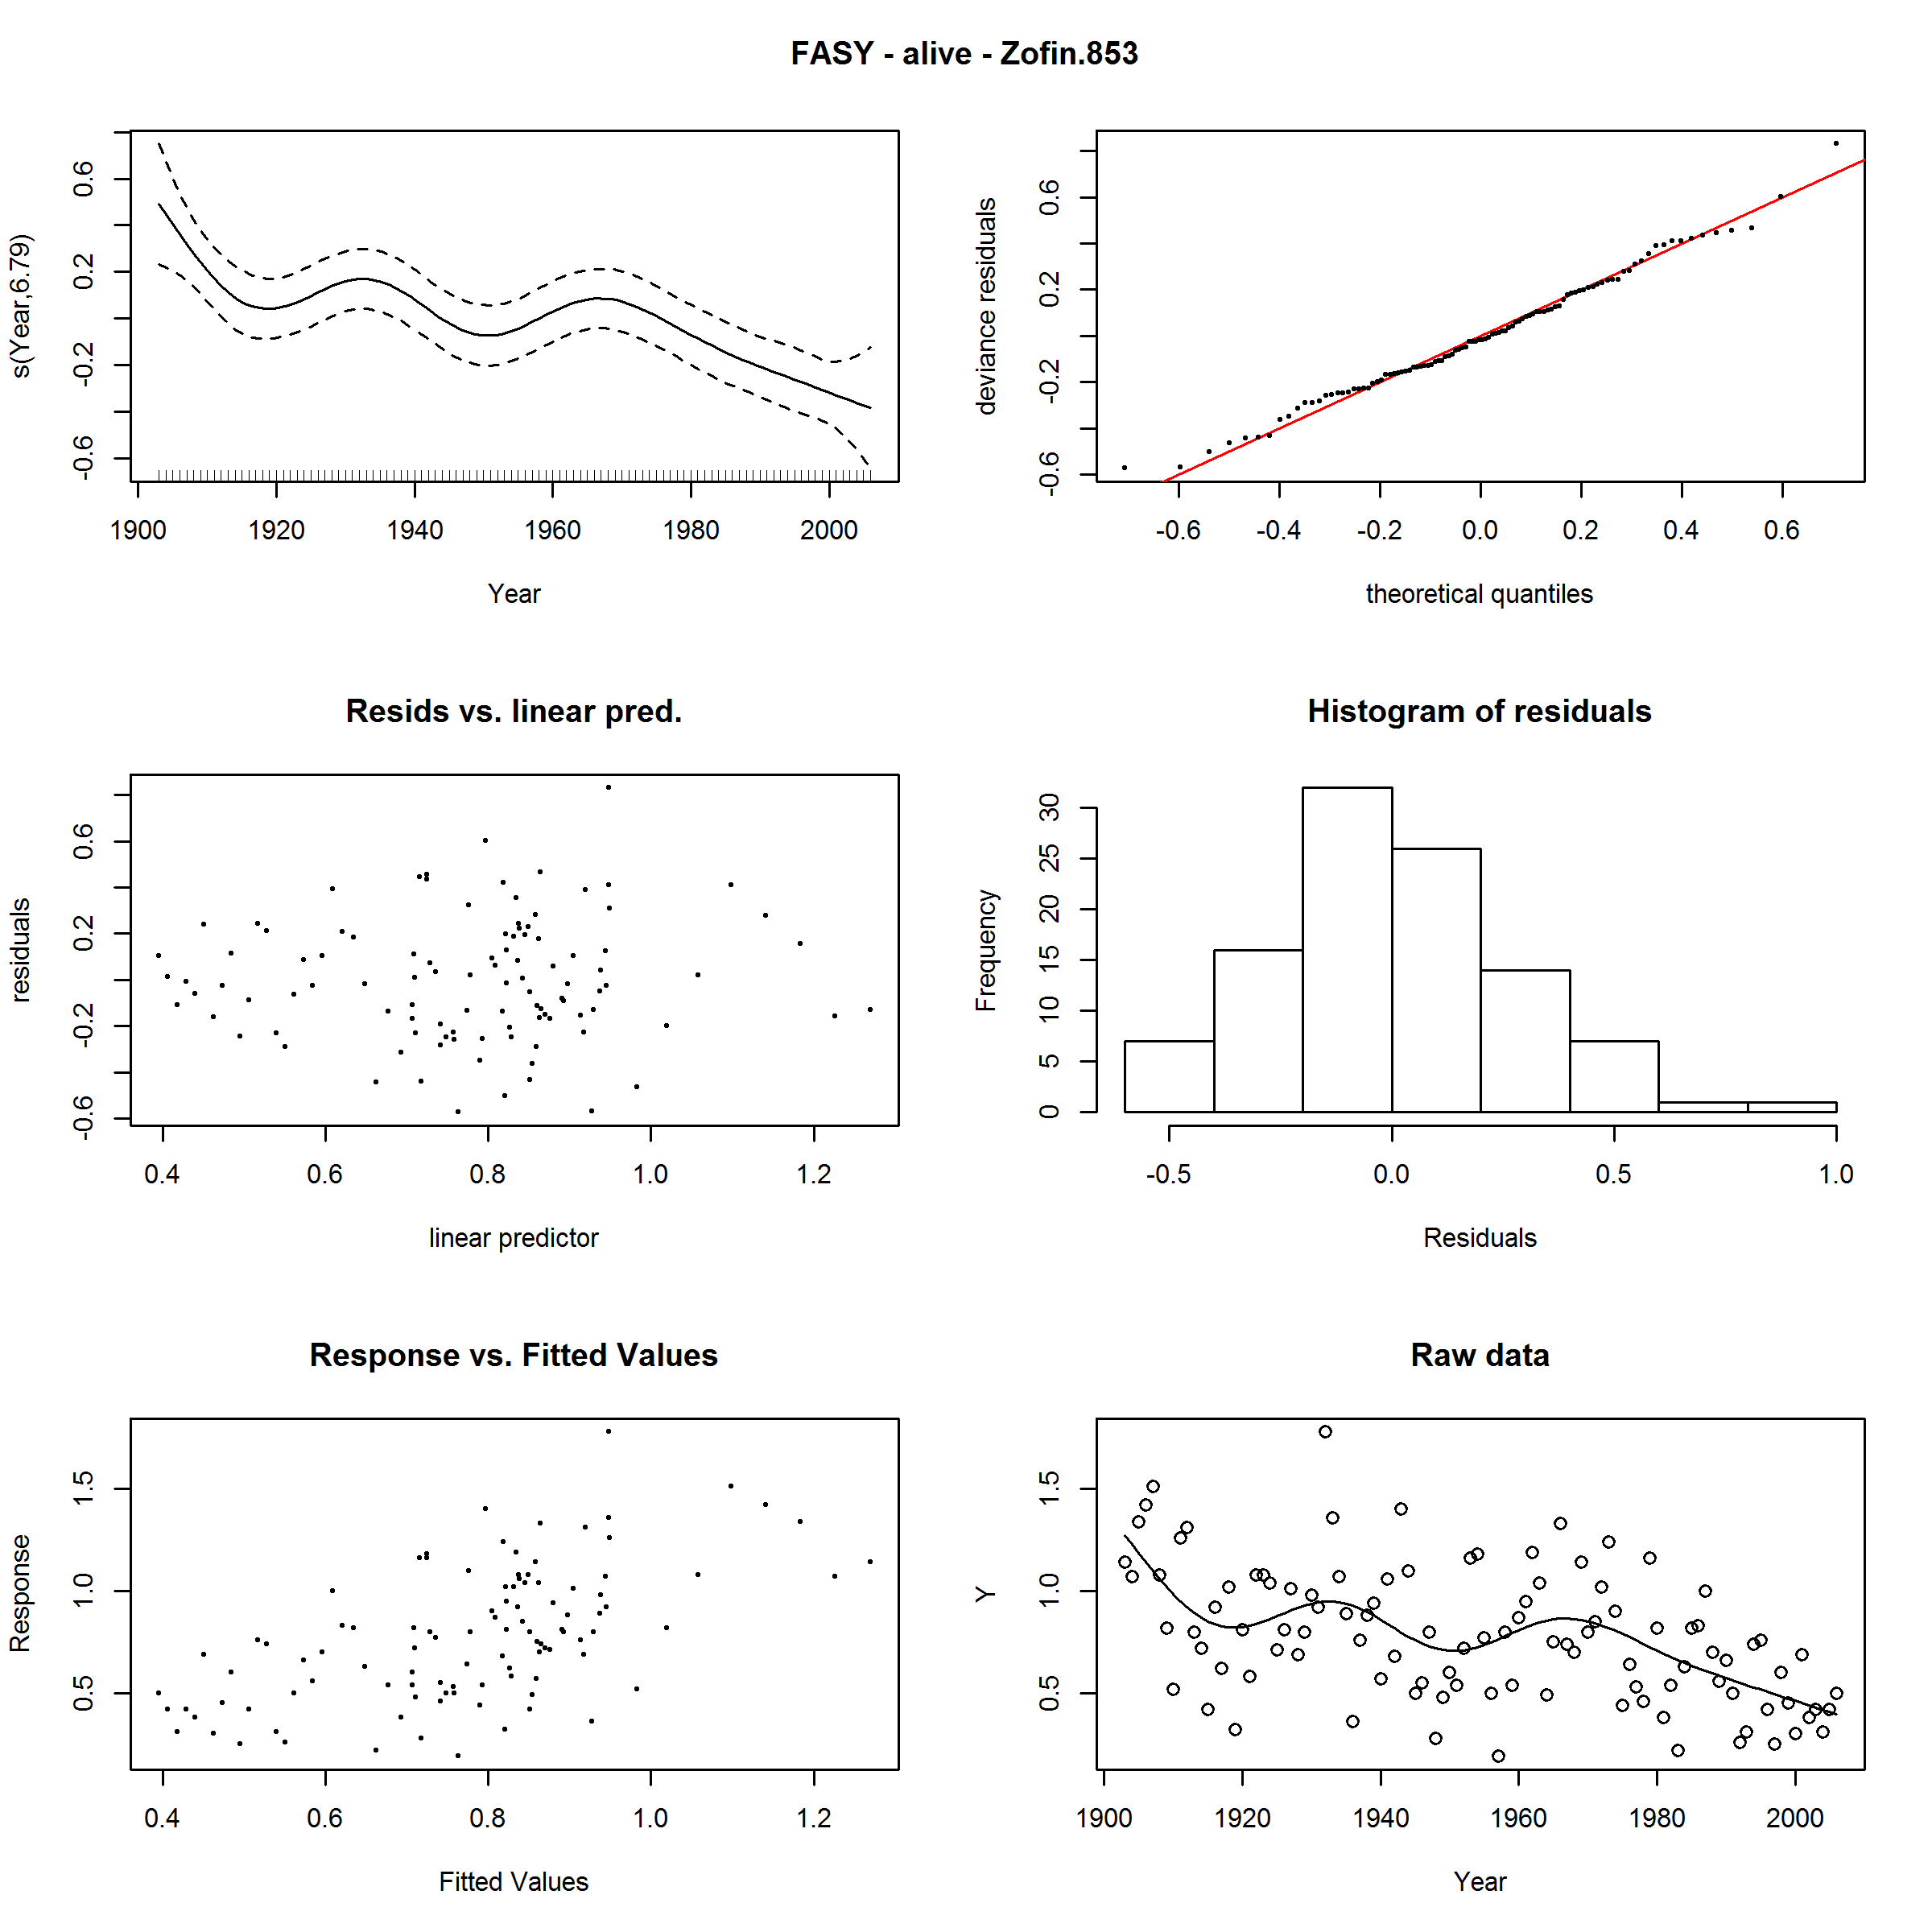 FASY - alive - Zofin.853
s(Year,6.79)
-0.6 -0.2 0.2 0.6
1900 1920 1940 1960 1980 2000
Year
deviance residuals
-0.6 -0.2 0.2 0.6
-0.6 -0.4 -0.2 0.0 0.2 0.4 0.6
theoretical quantiles
Resids vs. linear pred.
residuals
-0.6 -0.2 0.2 0.6
0.4 0.6 0.8 1.0 1.2
linear predictor
Histogram of residuals
Frequency
0 5 10 15 20 25 30
-0.5 0.0 0.5 1.0
Residuals
Response vs. Fitted Values
Response
0.5 1.0 1.5
0.4 0.6 0.8 1.0 1.2
Fitted Values
Raw data
Y
0.5 1.0 1.5
1900 1920 1940 1960 1980 2000
Year